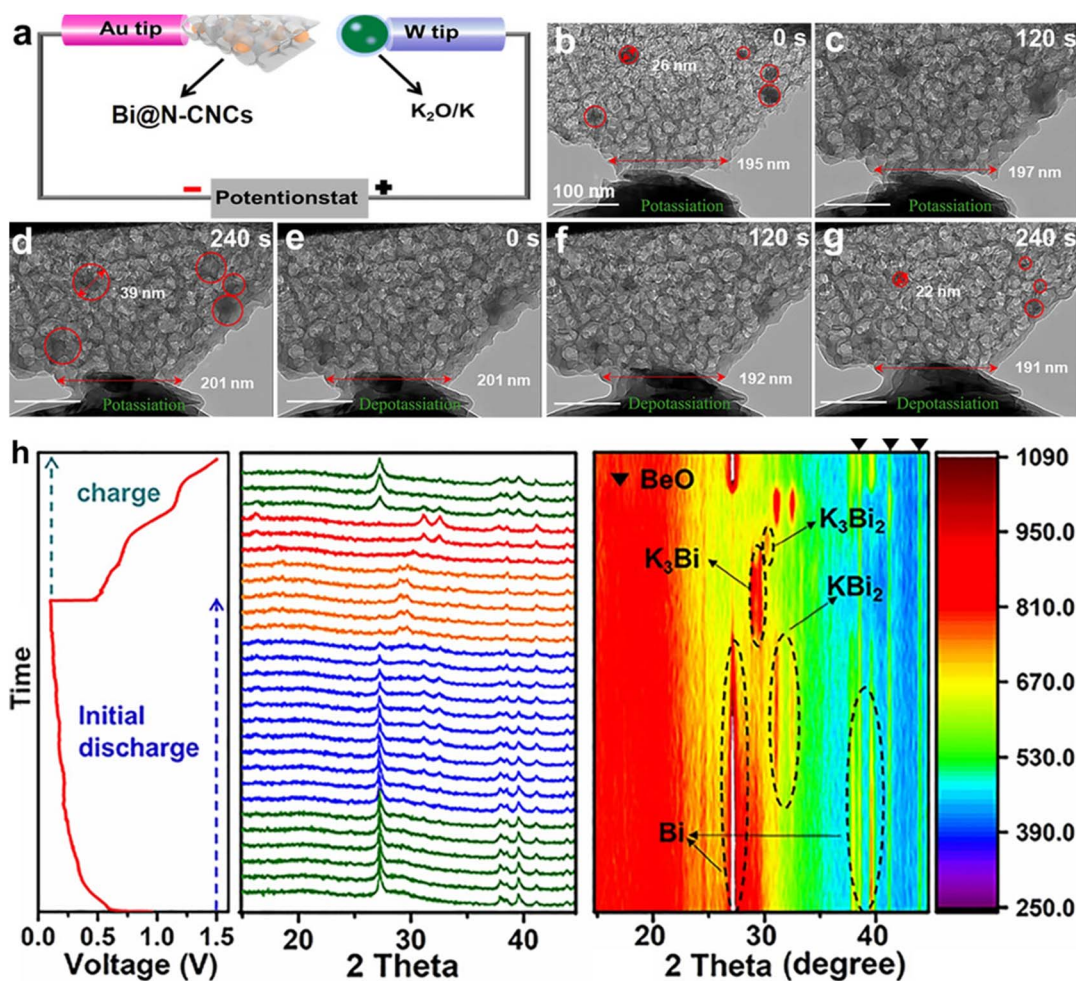 a
Au tip
W tip
Bi@N-CNCs
K₂O/K
Potentionstat
b
0 s
26 nm
195 nm
100 nm
Potassiation
c
120 s
197 nm
Potassiation
d
240 s
39 nm
201 nm
Potassiation
e
0 s
201 nm
Depotassiation
f
120 s
192 nm
Depotassiation
g
240 s
22 nm
191 nm
Depotassiation
h
charge
Initial
discharge
Time
0.0 0.5 1.0 1.5
Voltage (V)
20 30 40
2 Theta
BeO
K₃Bi₂
K₃Bi
KBi₂
Bi
20 30 40
2 Theta (degree)
1090
950.0
810.0
670.0
530.0
390.0
250.0